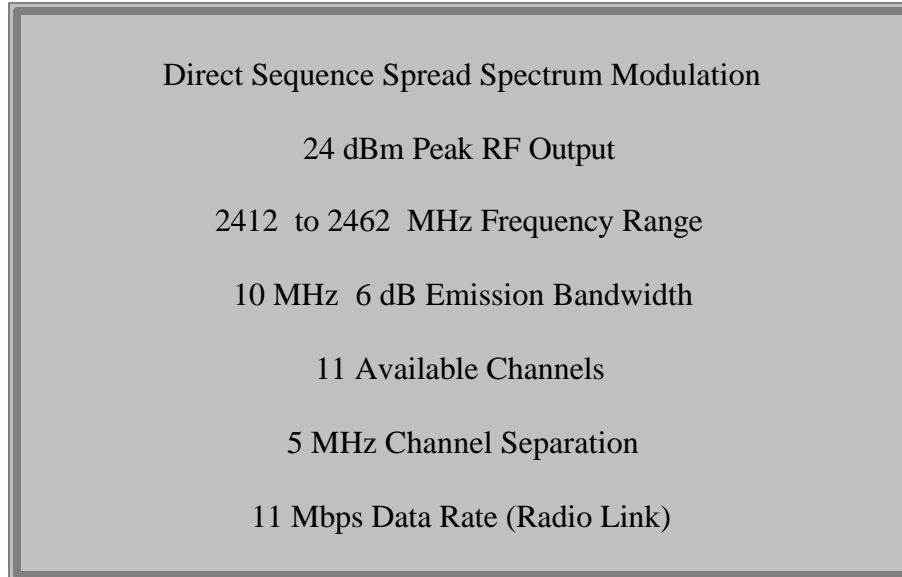 Direct Sequence Spread Spectrum Modulation
24 dBm Peak RF Output
2412 to 2462 MHz Frequency Range
10 MHz 6 dB Emission Bandwidth
11 Available Channels
5 MHz Channel Separation
11 Mbps Data Rate (Radio Link)